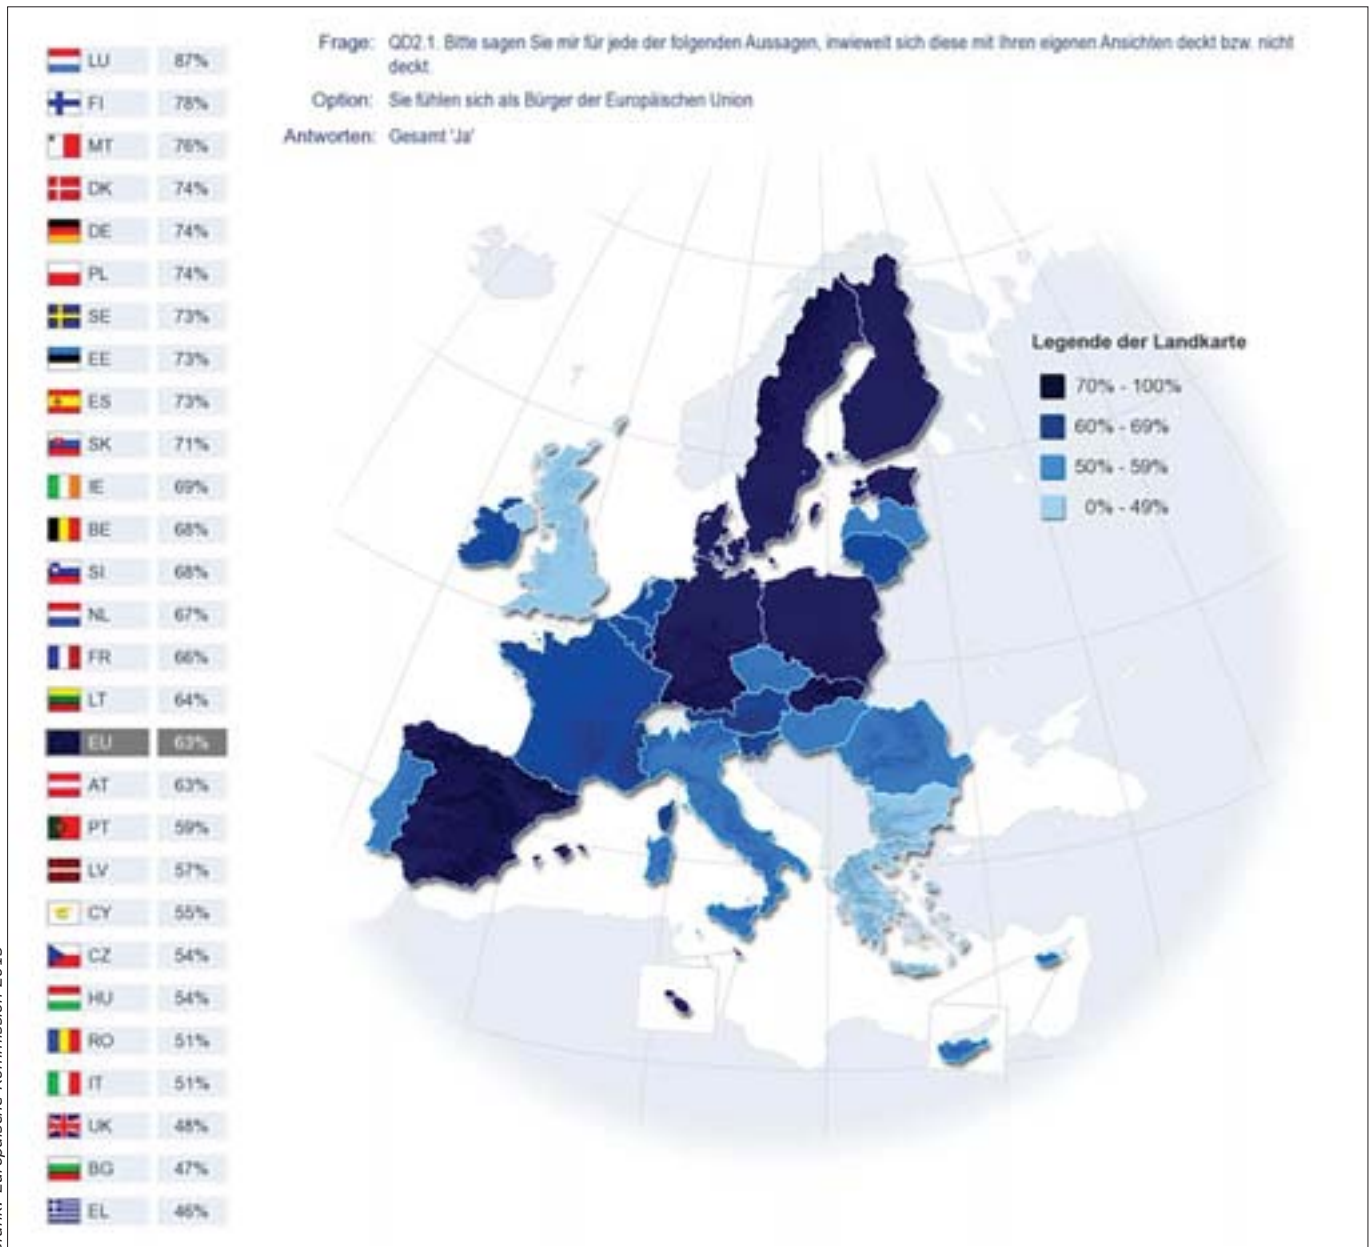 Frage: QD2.1. Bitte sagen Sie mir für jede der folgenden Aussagen, inwieweit sich diese mit Ihren eigenen Ansichten deckt bzw. nicht
deckt.
Option: Sie fühlen sich als Bürger der Europäischen Union
Antworten: Gesamt 'Ja'
LU 87%
FI 78%
MT 76%
DK 74%
DE 74%
PL 74%
SE 73%
EE 73%
ES 73%
SK 71%
IE 69%
BE 68%
SI 68%
NL 67%
FR 66%
LT 64%
EU 63%
AT 63%
PT 59%
LV 57%
CY 55%
CZ 54%
HU 54%
RO 51%
IT 51%
UK 48%
BG 47%
EL 46%
Legende der Landkarte
70% - 100%
60% - 69%
50% - 59%
0% - 49%
Europäische Kommission